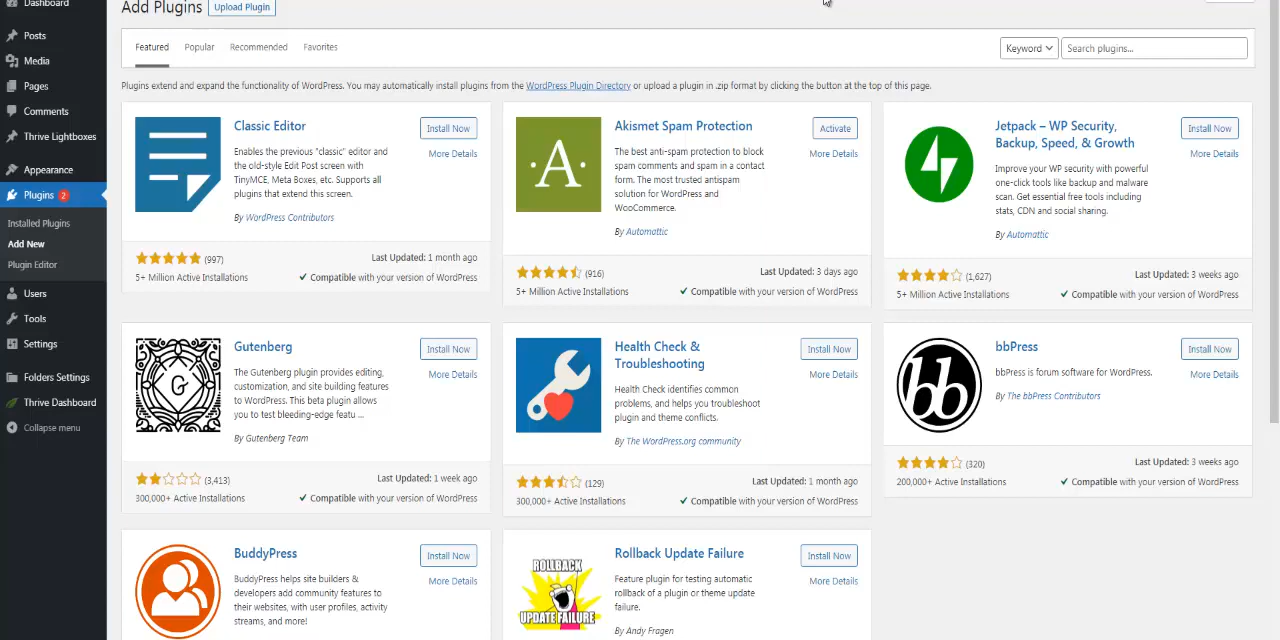 Dashboard
Posts
Media
Pages
Comments
Thrive Lightboxes
Appearance
Plugins 2
Installed Plugins
Add New
Plugin Editor
Users
Tools
Settings
Folders Settings
Thrive Dashboard
Collapse menu
Add Plugins Upload Plugin
Featured Popular Recommended Favorites Keyword Search plugins...
Plugins extend and expand the functionality of WordPress. You may automatically install plugins from the WordPress Plugin Directory or upload a plugin in .zip format by clicking the button at the top of this page.
Classic Editor
Install Now
More Details
Enables the previous "classic" editor and
the old-style Edit Post screen with
TinyMCE, Meta Boxes, etc. Supports all
plugins that extend this screen.
By WordPress Contributors
(997)
Last Updated: 1 month ago
5+ Million Active Installations
Compatible with your version of WordPress
A
Akismet Spam Protection
Activate
More Details
The best anti-spam protection to block
spam comments and spam in a contact
form. The most trusted antispam
solution for WordPress and
WooCommerce.
By Automattic
(916)
Last Updated: 3 days ago
5+ Million Active Installations
Compatible with your version of WordPress
Jetpack – WP Security,
Backup, Speed, & Growth
Install Now
More Details
Improve your WP security with powerful
one-click tools like backup and malware
scan. Get essential free tools including
stats, CDN and social sharing.
By Automattic
(1,627)
Last Updated: 3 weeks ago
5+ Million Active Installations
Compatible with your version of WordPress
G
Gutenberg
Install Now
More Details
The Gutenberg plugin provides editing,
customization, and site building features
to WordPress. This beta plugin allows
you to test bleeding-edge featu ...
By Gutenberg Team
(3,413)
Last Updated: 1 week ago
300,000+ Active Installations
Compatible with your version of WordPress
Health Check &
Troubleshooting
Install Now
More Details
Health Check identifies common
problems, and helps you troubleshoot
plugin and theme conflicts.
By The WordPress.org community
(129)
Last Updated: 1 month ago
300,000+ Active Installations
Compatible with your version of WordPress
bb
bbPress
Install Now
More Details
bbPress is forum software for WordPress.
By The bbPress Contributors
(320)
Last Updated: 3 weeks ago
200,000+ Active Installations
Compatible with your version of WordPress
BuddyPress
Install Now
More Details
BuddyPress helps site builders &
developers add community features to
their websites, with user profiles, activity
streams, and more!
ROLLBACK
UPDATE FAILURE
Rollback Update Failure
Install Now
More Details
Feature plugin for testing automatic
rollback of a plugin or theme update
failure.
By Andy Fragen